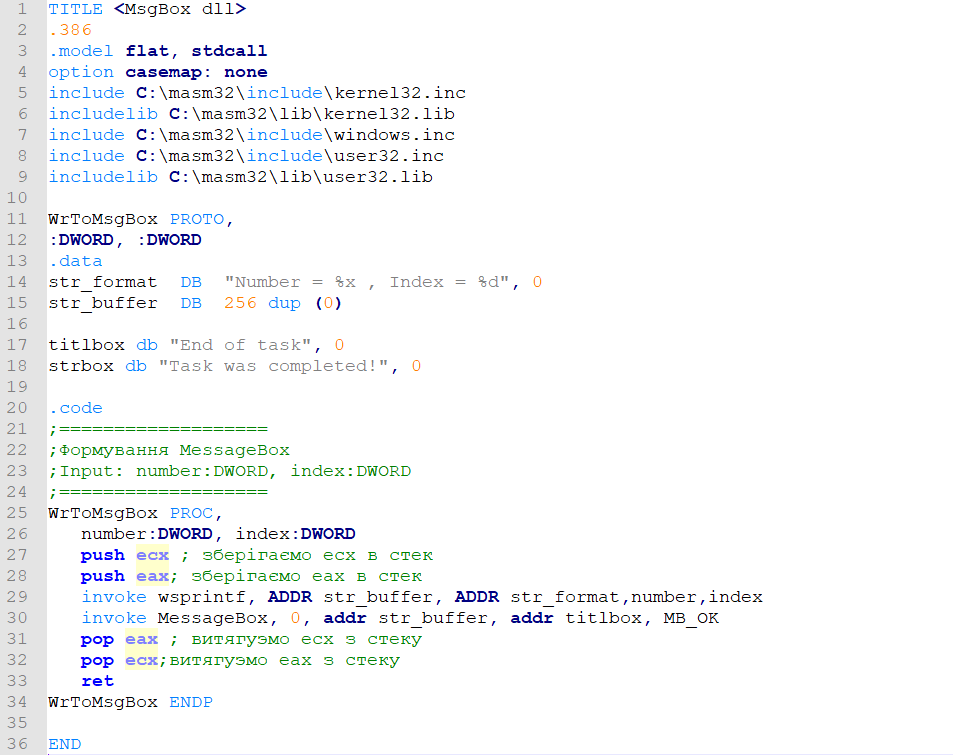 1 TITLE <MsgBox dll>
2 .386
3 .model flat, stdcall
4 option casemap: none
5 include C:\masm32\include\kernel32.inc
6 includelib C:\masm32\lib\kernel32.lib
7 include C:\masm32\include\windows.inc
8 include C:\masm32\include\user32.inc
9 includelib C:\masm32\lib\user32.lib
10
11 WrToMsgBox PROTO,
12 :DWORD, :DWORD
13 .data
14 str_format  DB  "Number = %x , Index = %d", 0
15 str_buffer  DB  256 dup (0)
16
17 titlbox db "End of task", 0
18 strbox db "Task was completed!", 0
19
20 .code
21 ;===================
22 ;Формування MessageBox
23 ;Input: number:DWORD, index:DWORD
24 ;===================
25 WrToMsgBox PROC,
26    number:DWORD, index:DWORD
27    push ecx ; зберігаємо ecx в стек
28    push eax; зберігаємо eax в стек
29    invoke wsprintf, ADDR str_buffer, ADDR str_format,number,index
30    invoke MessageBox, 0, addr str_buffer, addr titlbox, MB_OK
31    pop eax ; витягуэмо ecx з стеку
32    pop ecx;витягуэмо eax з стеку
33    ret
34 WrToMsgBox ENDP
35
36 END